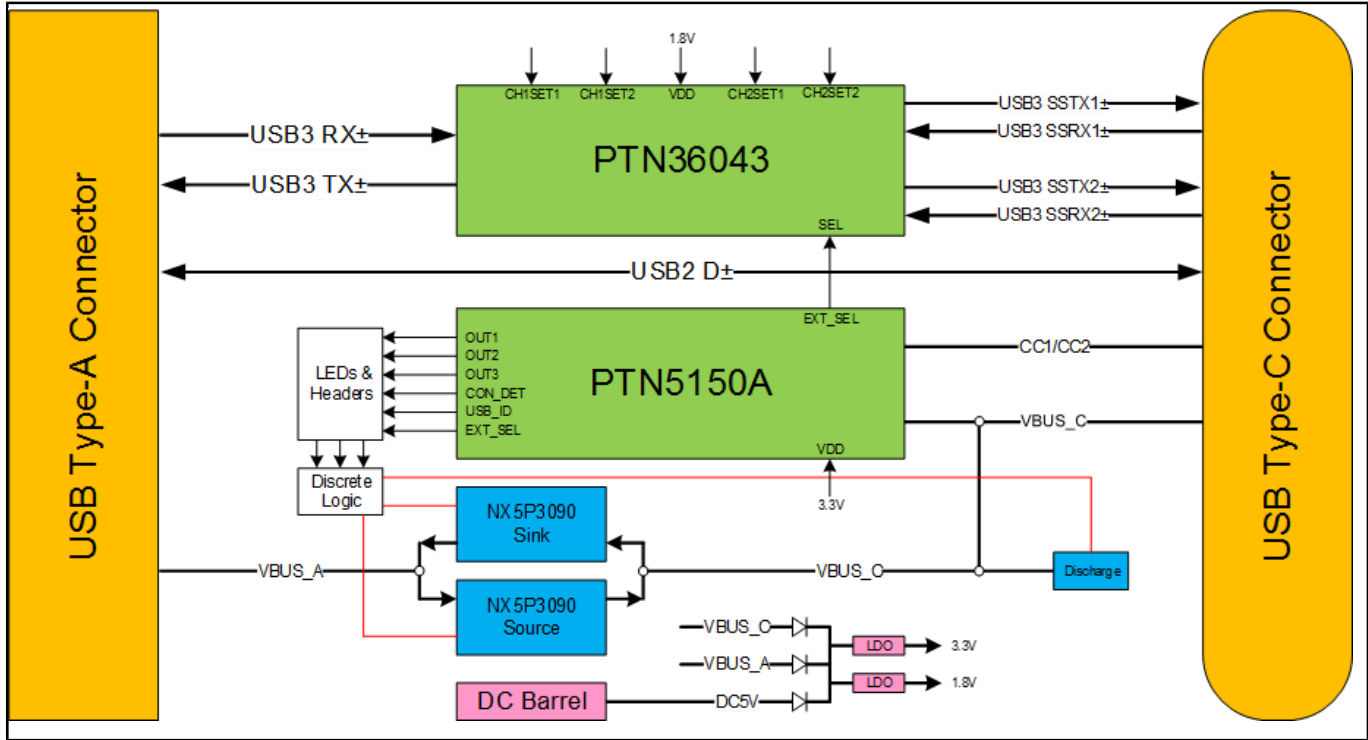 USB Type-A Connector
1.8V
CH1SET1
CH1SET2
VDD
CH2SET1
CH2SET2
PTN36043
SEL
USB3 RX±
USB3 TX±
USB3 SSTX1±
USB3 SSRX1±
USB3 SSTX2±
USB3 SSRX2±
USB2 D±
EXT_SEL
PTN5150A
OUT1
OUT2
OUT3
CON_DET
USB_ID
EXT_SEL
VDD
3.3V
LEDs &
Headers
Discrete
Logic
CC1/CC2
VBUS_C
NX5P3090
Sink
NX5P3090
Source
VBUS_A
VBUS_C
Discharge
VBUS_C
VBUS_A
DC Barrel
DC5V
LDO
3.3V
LDO
1.8V
USB Type-C Connector